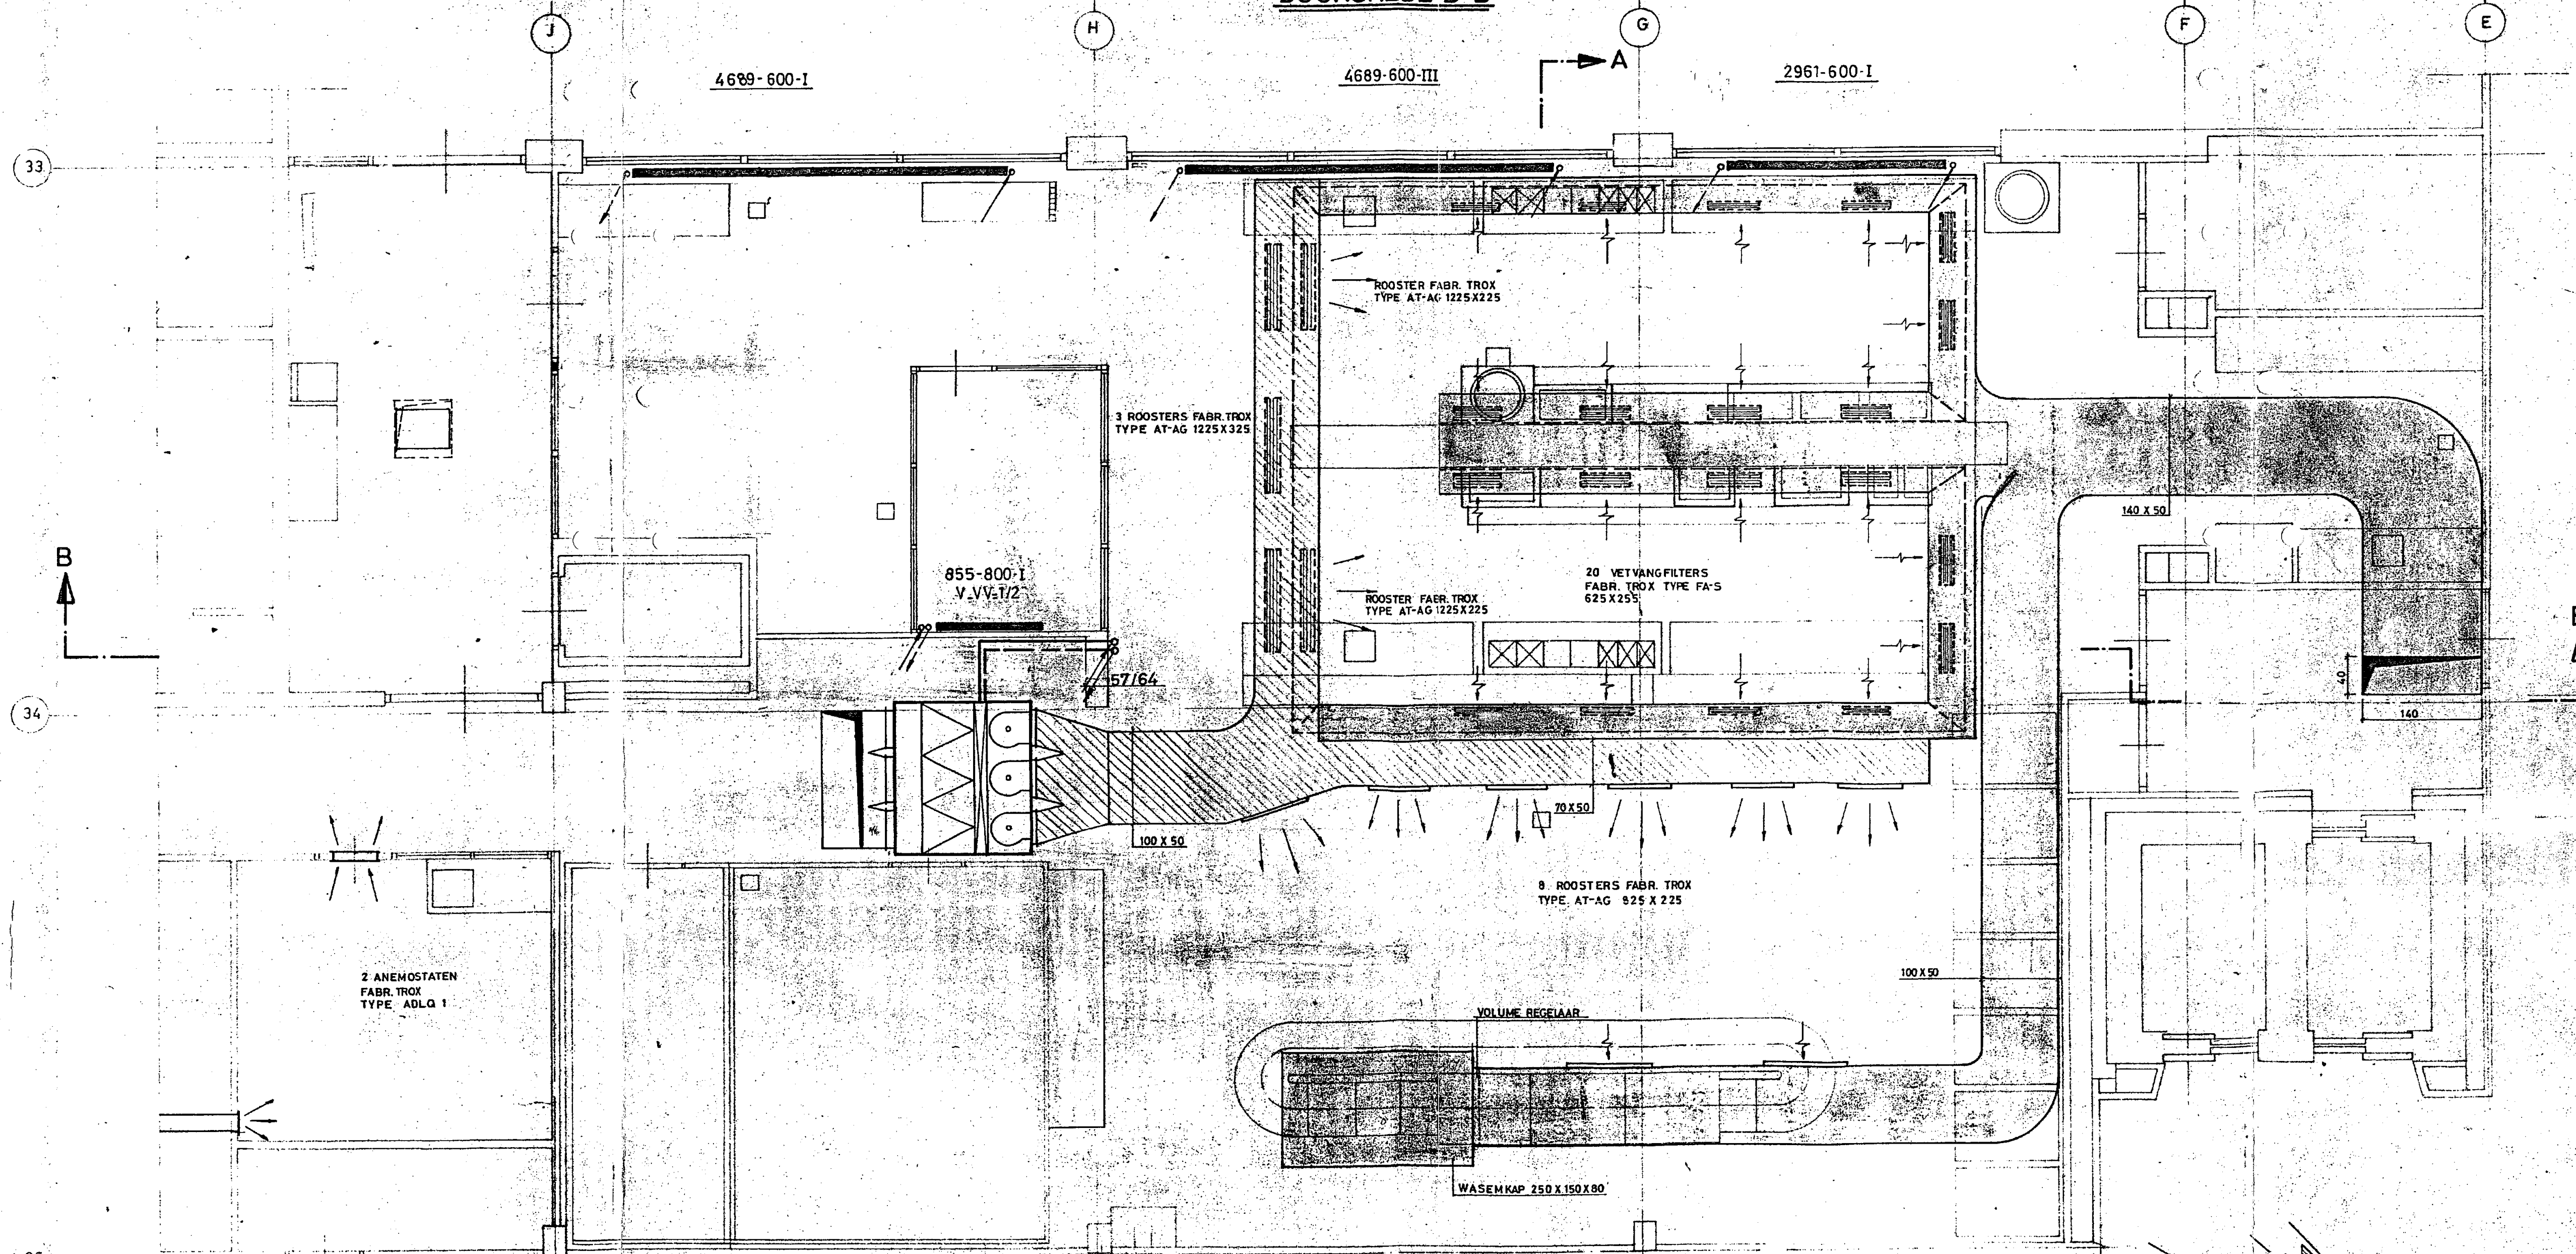 J
H
G
F
E
4689-600-I
4689-600-III
A
2961-600-I
33
ROOSTER FABR. TROX
TYPE AT-AG 1225X225
3 ROOSTERS FABR. TROX
TYPE AT-AG 1225X325
140 X 50
B
855-800-I
20 VETVANGFILTERS
FABR. TROX TYPE FA-S
625X255
ROOSTER FABR. TROX
TYPE AT-AG 1225X225
57/64
40
140
34
70X50
100 X 50
8 ROOSTERS FABR. TROX
TYPE AT-AG 825 X 225
2 ANEMOSTATEN
FABR. TROX
TYPE ADLQ 1
100X50
VOLUME REGELAAR
WASEMKAP 250 X 150 X 80